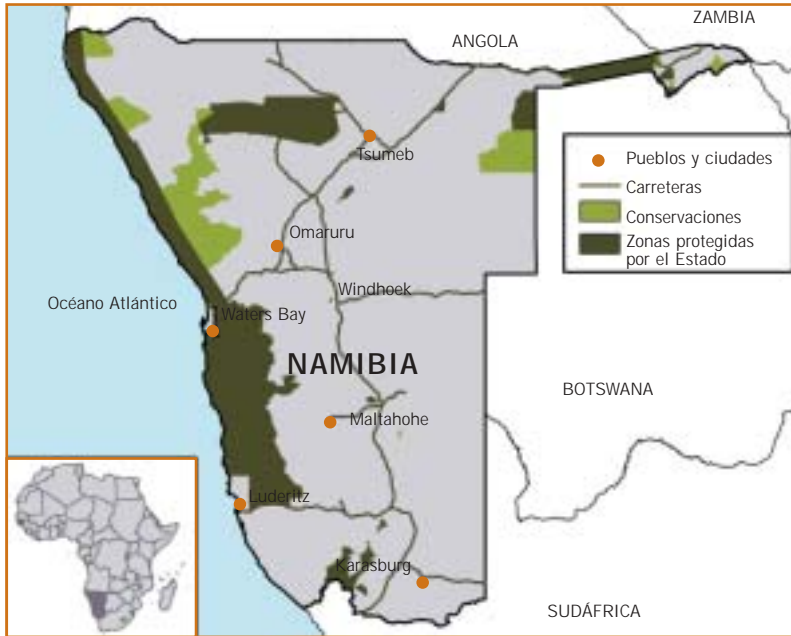 ZAMBIA
ANGOLA
Tsumeb
Pueblos y ciudades
Carreteras
Conservaciones
Zonas protegidas
por el Estado
Omaruru
Windhoek
Océano Atlántico
Waters Bay
NAMIBIA
BOTSWANA
Maltahohe
Luderitz
Karasburg
SUDÁFRICA